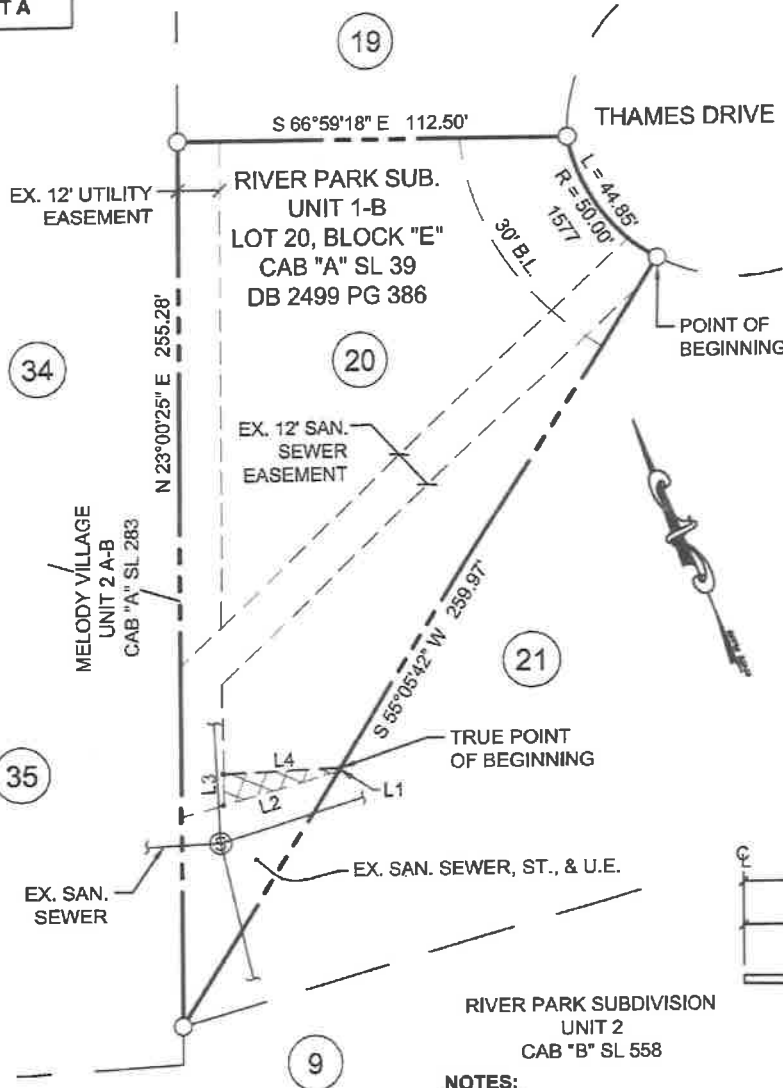 T A
19
S 66°59'18" E 112.50'
THAMES DRIVE
EX. 12' UTILITY
EASEMENT
RIVER PARK SUB.
UNIT 1-B
LOT 20, BLOCK "E"
CAB "A" SL 39
DB 2499 PG 386
L = 44.85'
R = 50.00'
1577
30' B.L.
POINT OF
BEGINNING
N 23°00'25" E 255.28'
34
20
EX. 12' SAN.
SEWER
EASEMENT
MELODY VILLAGE
UNIT 2 A-B
CAB "A" SL 283
S 55°05'42" W 259.97'
21
TRUE POINT
OF BEGINNING
35
L4
L3
L2
L1
EX. SAN.
SEWER
EX. SAN. SEWER, ST., & U.E.
RIVER PARK SUBDIVISION
UNIT 2
CAB "B" SL 558
9
NOTES: